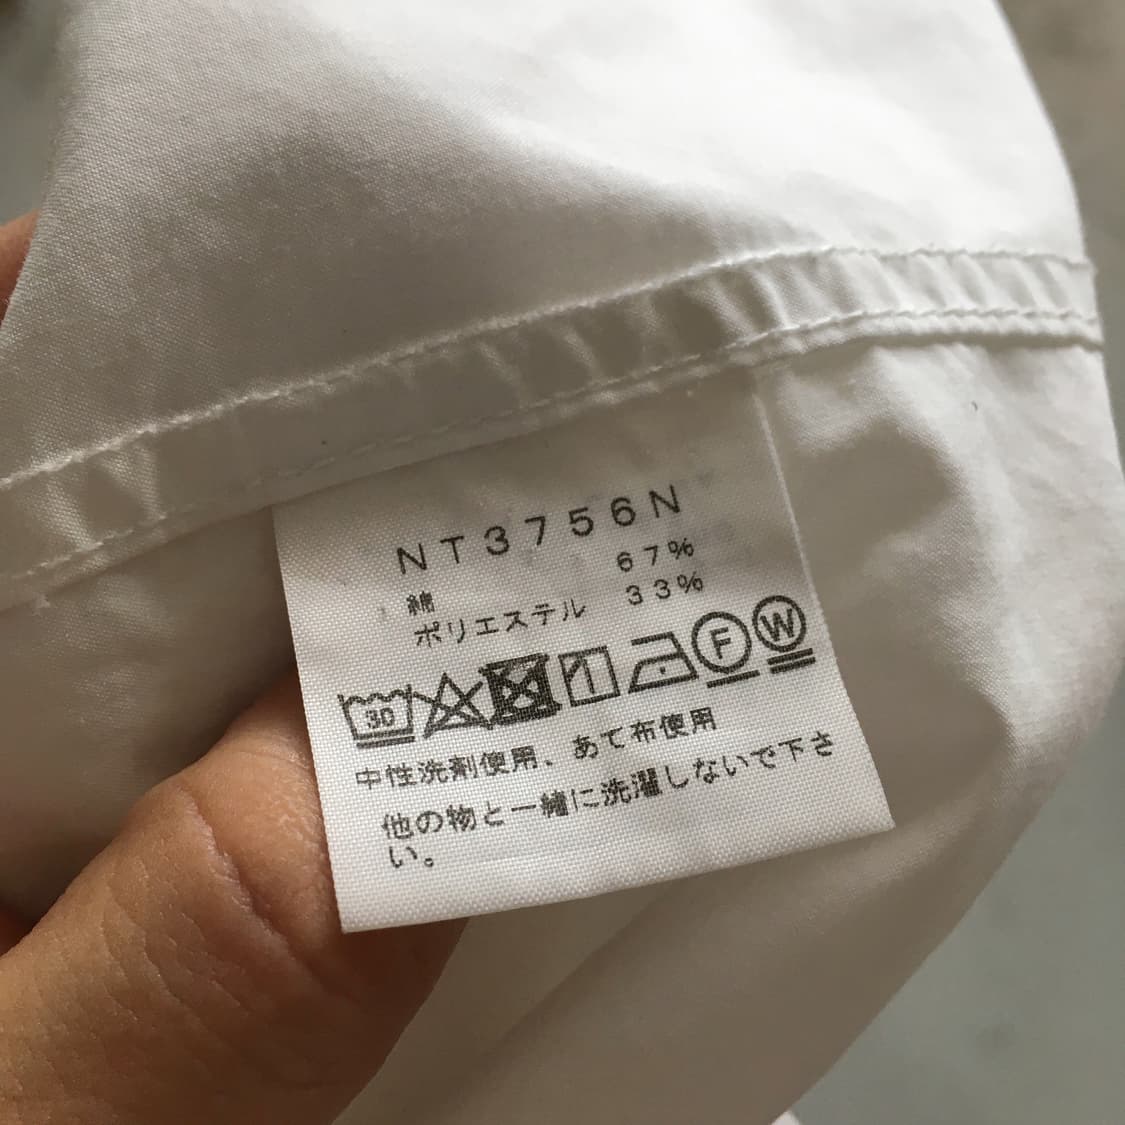 NT3756N
綿 67%
ポリエステル 33%
30 F W
中性洗剤使用、あて布使用
他の物と一緒に洗濯しないで下さ
い。